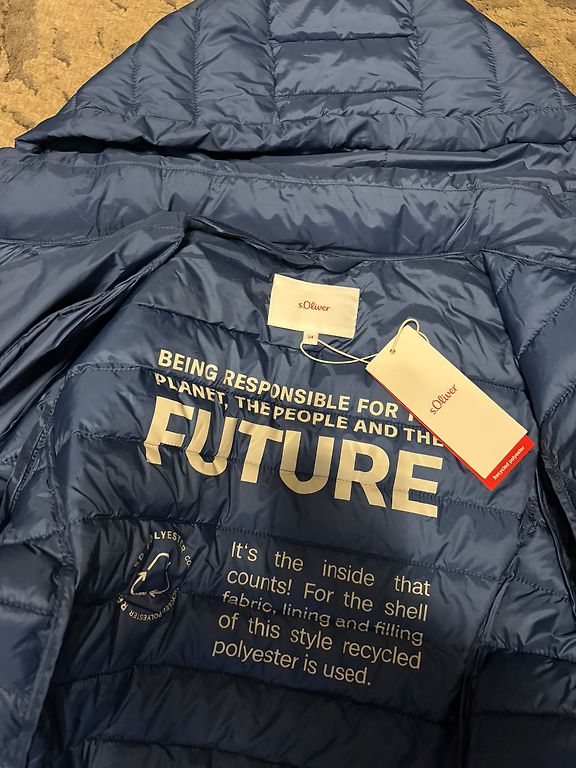 s.Oliver
34
s.Oliver
Recycled polyester
BEING RESPONSIBLE FOR
PLANET, THE PEOPLE AND THE
FUTURE
It's the inside that
counts! For the shell
fabric, lining and filling
of this style recycled
polyester is used.